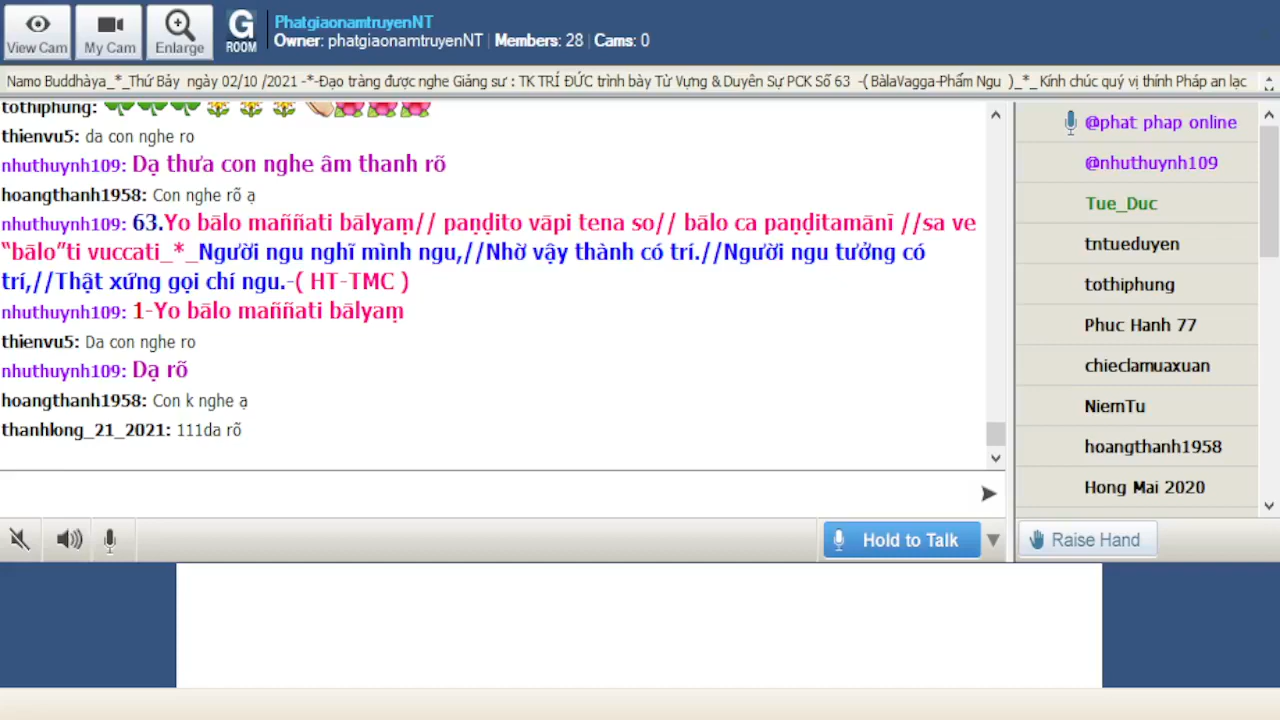 View Cam
My Cam
Enlarge
G
ROOM
PhatgiaonamtruyenNT
Owner: phatgiaonamtruyenNT | Members: 28 | Cams: 0
Namo Buddhàya_*_Thứ Bảy ngày 02/10 /2021 -*-Đạo tràng được nghe Giảng sư : TK TRÍ ĐỨC trình bày Từ Vựng & Duyên Sự PCK Số 63 -( BàlaVagga-Phẩm Ngu )_*_ Kính chúc quý vị thính Pháp an lạc
tothiphung:
thienvu5: da con nghe ro
nhuthuynh109: Dạ thưa con nghe âm thanh rõ
hoangthanh1958: Con nghe rõ ạ
nhuthuynh109: 63.Yo bālo maññati bālyaṃ// paṇḍito vāpi tena so// bālo ca paṇḍitamānī //sa ve
“bālo”ti vuccati_*_Người ngu nghĩ mình ngu,//Nhờ vậy thành có trí.//Người ngu tưởng có
trí,//Thật xứng gọi chí ngu.-( HT-TMC )
nhuthuynh109: 1-Yo bālo maññati bālyaṃ
thienvu5: Da con nghe ro
nhuthuynh109: Dạ rõ
hoangthanh1958: Con k nghe ạ
thanhlong_21_2021: 111da rõ
@phat phap online
@nhuthuynh109
Tue_Duc
tntueduyen
tothiphung
Phuc Hanh 77
chieclamuaxuan
NiemTu
hoangthanh1958
Hong Mai 2020
Hold to Talk
Raise Hand